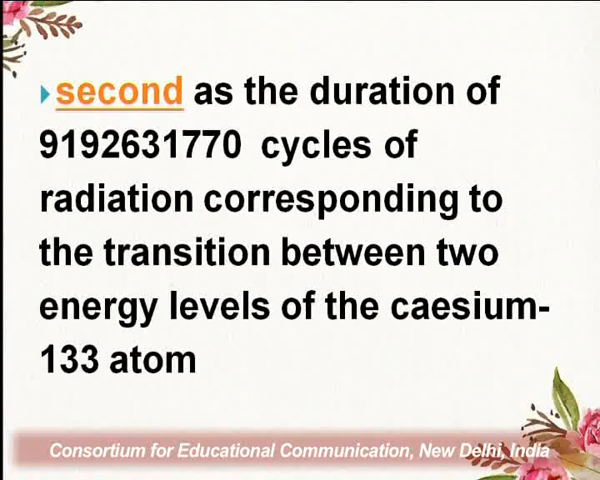 second as the duration of
9192631770 cycles of
radiation corresponding to
the transition between two
energy levels of the caesium-
133 atom
Consortium for Educational Communication, New Delhi, India